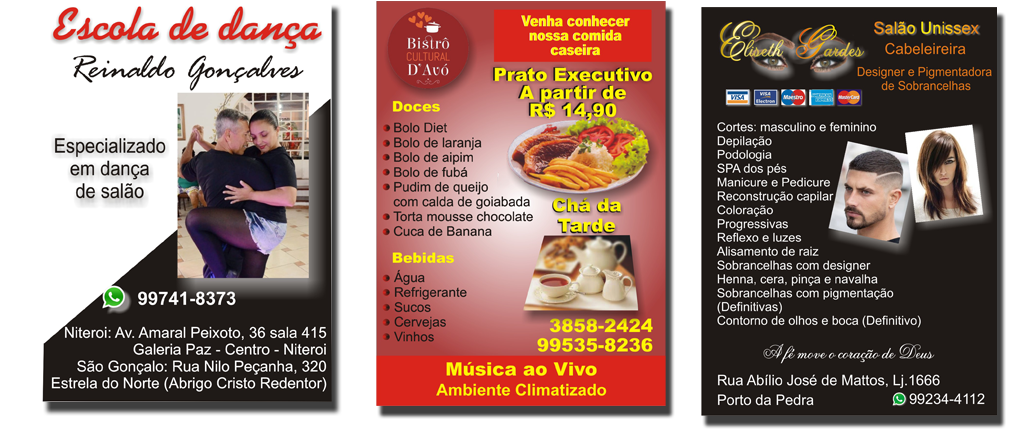 Escola de dança
Reinaldo Gonçalves
Especializado
em dança
de salão
99741-8373
Niteroi: Av. Amaral Peixoto, 36 sala 415
Galeria Paz - Centro - Niteroi
São Gonçalo: Rua Nilo Peçanha, 320
Estrela do Norte (Abrigo Cristo Redentor)
Bistrô
CULTURAL
D'Avó
Venha conhecer
nossa comida
caseira
Prato Executivo
A partir de
R$ 14,90
Doces
Bolo Diet
Bolo de laranja
Bolo de aipim
Bolo de fubá
Pudim de queijo
com calda de goiabada
Torta mousse chocolate
Cuca de Banana
Chá da
Tarde
Bebidas
Água
Refrigerante
Sucos
Cervejas
Vinhos
3858-2424
99535-8236
Música ao Vivo
Ambiente Climatizado
Eliseth Gardes
Salão Unissex
Cabeleireira
Designer e Pigmentadora
de Sobrancelhas
VISA
VISA
Electron
Maestro
MasterCard
Cortes: masculino e feminino
Depilação
Podologia
SPA dos pés
Manicure e Pedicure
Reconstrução capilar
Coloração
Progressivas
Reflexo e luzes
Alisamento de raiz
Sobrancelhas com designer
Henna, cera, pinça e navalha
Sobrancelhas com pigmentação
(Definitivas)
Contorno de olhos e boca (Definitivo)
A fé move o coração de Deus
Rua Abílio José de Mattos, Lj.1666
Porto da Pedra
99234-4112